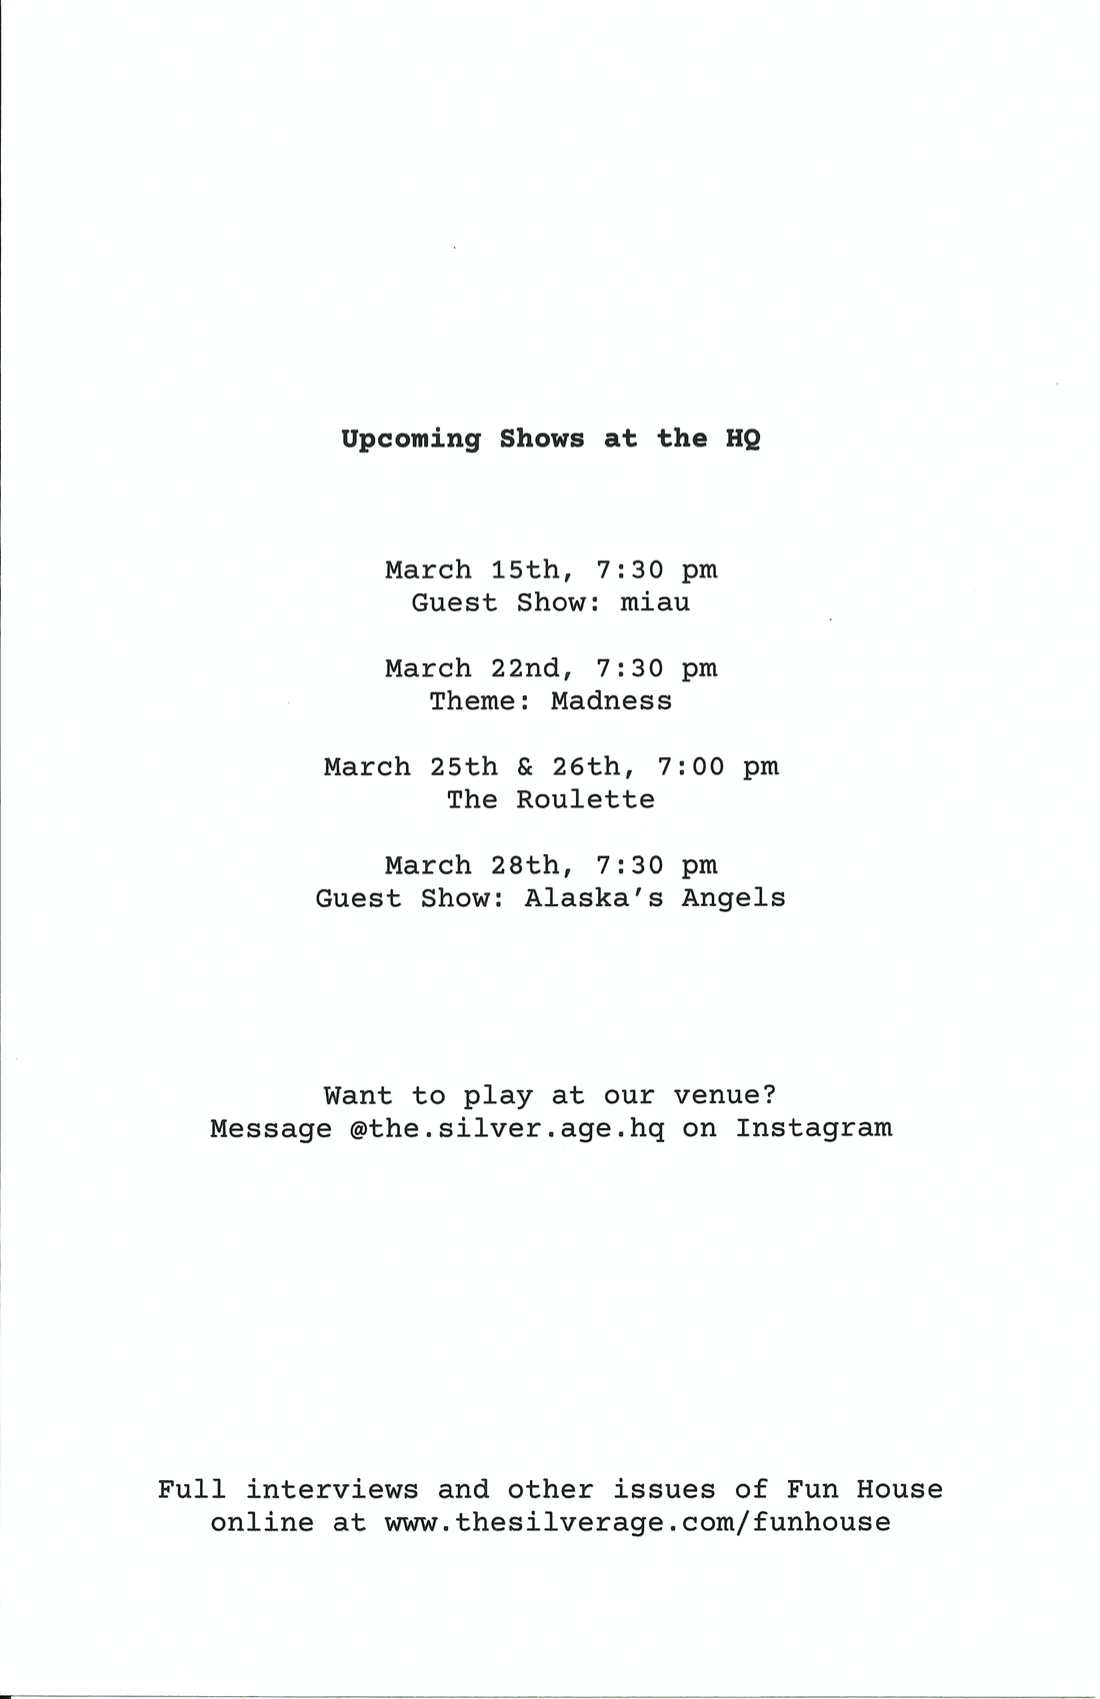 Upcoming Shows at the HQ
March 15th, 7:30 pm
Guest Show: miau
March 22nd, 7:30 pm
Theme: Madness
March 25th & 26th, 7:00 pm
The Roulette
March 28th, 7:30 pm
Guest Show: Alaska's Angels
Want to play at our venue?
Message @the.silver.age.hq on Instagram
Full interviews and other issues of Fun House
online at www.thesilverage.com/funhouse